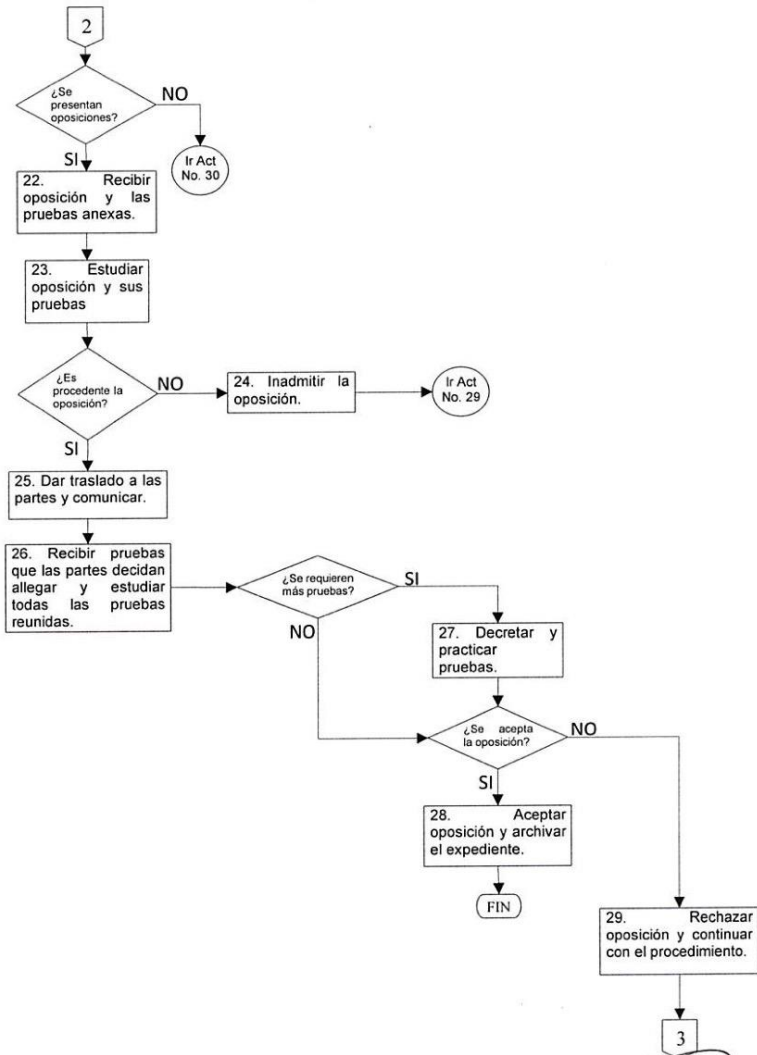 2
¿Se
presentan
oposiciones?
NO
SI
Ir Act
No. 30
22. Recibir
oposición y las
pruebas anexas.
23. Estudiar
oposición y sus
pruebas
¿Es
procedente la
oposición?
NO
24. Inadmitir la
oposición.
Ir Act
No. 29
SI
25. Dar traslado a las
partes y comunicar.
26. Recibir pruebas
que las partes decidan
allegar y estudiar
todas las pruebas
reunidas.
¿Se requieren
más pruebas?
SI
NO
27. Decretar y
practicar
pruebas.
¿Se acepta
la oposición?
NO
SI
28. Aceptar
oposición y archivar
el expediente.
FIN
29. Rechazar
oposición y continuar
con el procedimiento.
3